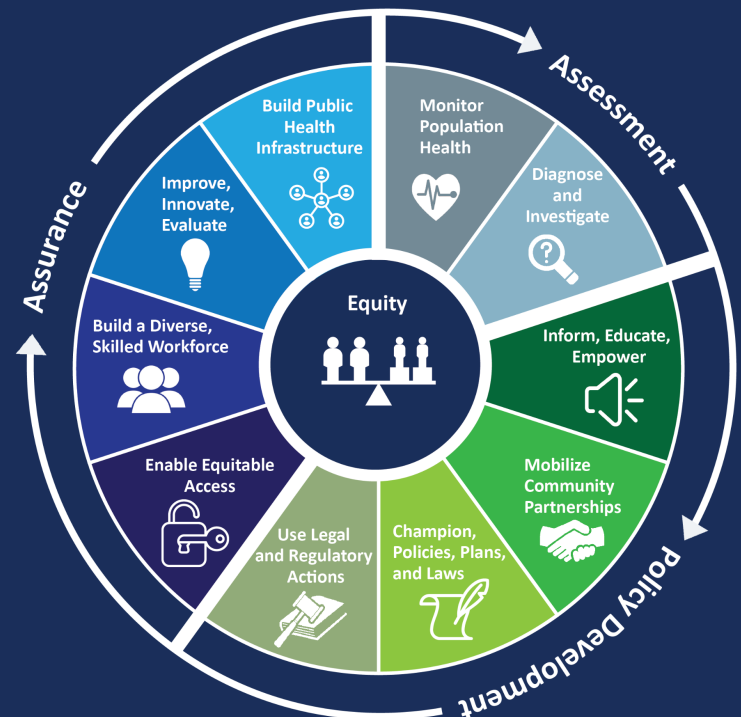 Assessment
Monitor
Population
Health
Diagnose
and
Investigate
Policy Development
Inform, Educate,
Empower
Mobilize
Community
Partnerships
Champion,
Policies, Plans,
and Laws
Use Legal
and Regulatory
Actions
Assurance
Enable Equitable
Access
Build a Diverse,
Skilled Workforce
Improve,
Innovate,
Evaluate
Build Public
Health
Infrastructure
Equity
?